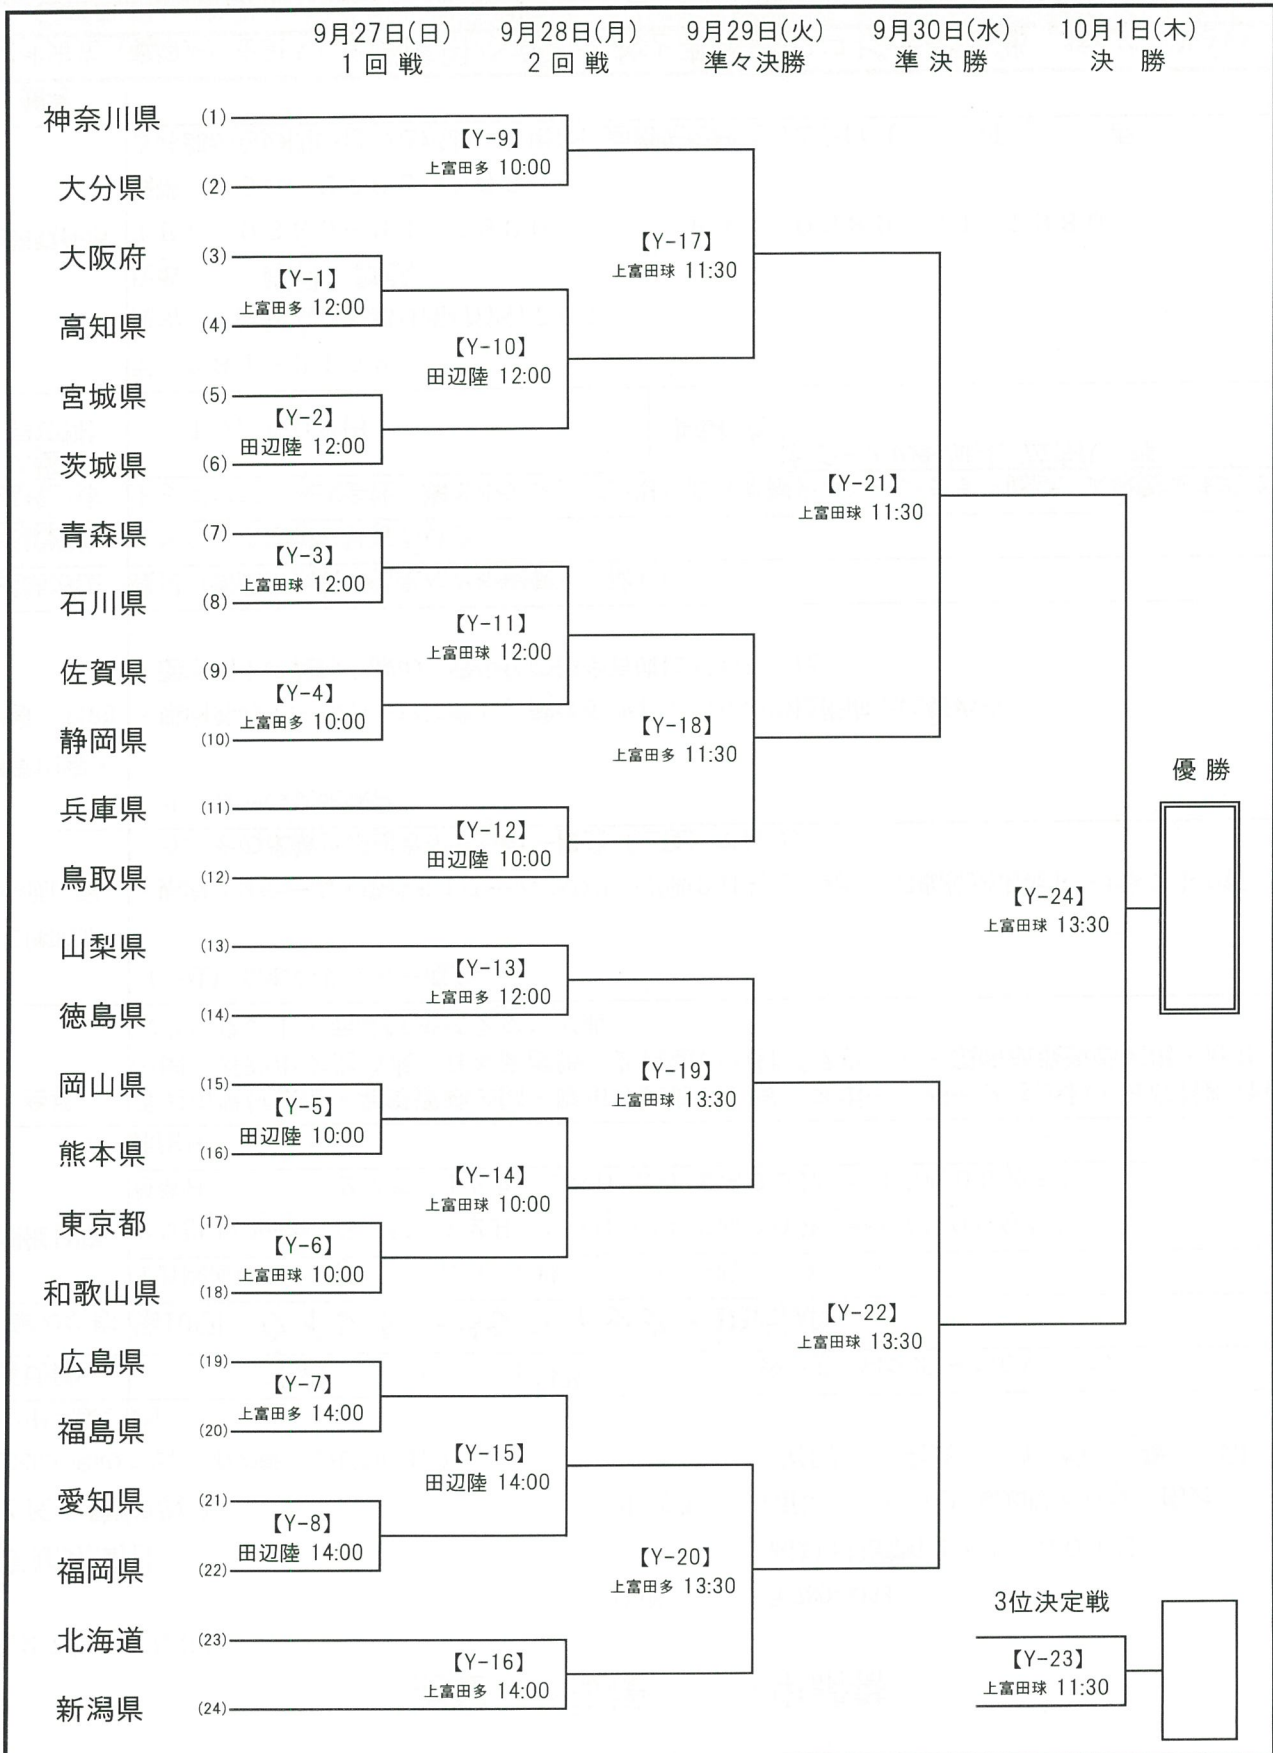 9月27日(日) 9月28日(月) 9月29日(火) 9月30日(水) 10月1日(木)
1回戦 2回戦 準々決勝 準決勝 決 勝
神奈川県 (1)
【Y-9】
上富田多 10:00
大分県 (2)
大阪府 (3)
【Y-1】
上富田多 12:00
高知県 (4)
【Y-17】
上富田球 11:30
【Y-10】
田辺陸 12:00
宮城県 (5)
【Y-2】
田辺陸 12:00
茨城県 (6)
【Y-21】
上富田球 11:30
青森県 (7)
【Y-3】
上富田球 12:00
石川県 (8)
【Y-11】
上富田球 12:00
佐賀県 (9)
【Y-4】
上富田多 10:00
静岡県 (10)
【Y-18】
上富田多 11:30
兵庫県 (11)
【Y-12】
田辺陸 10:00
鳥取県 (12)
優勝
【Y-24】
上富田球 13:30
山梨県 (13)
【Y-13】
上富田多 12:00
徳島県 (14)
岡山県 (15)
【Y-5】
田辺陸 10:00
熊本県 (16)
【Y-19】
上富田球 13:30
【Y-14】
上富田球 10:00
東京都 (17)
【Y-6】
上富田球 10:00
和歌山県 (18)
【Y-22】
上富田球 13:30
広島県 (19)
【Y-7】
上富田多 14:00
福島県 (20)
【Y-15】
田辺陸 14:00
愛知県 (21)
【Y-8】
田辺陸 14:00
福岡県 (22)
【Y-20】
上富田多 13:30
北海道 (23)
【Y-16】
上富田多 14:00
新潟県 (24)
3位決定戦
【Y-23】
上富田球 11:30